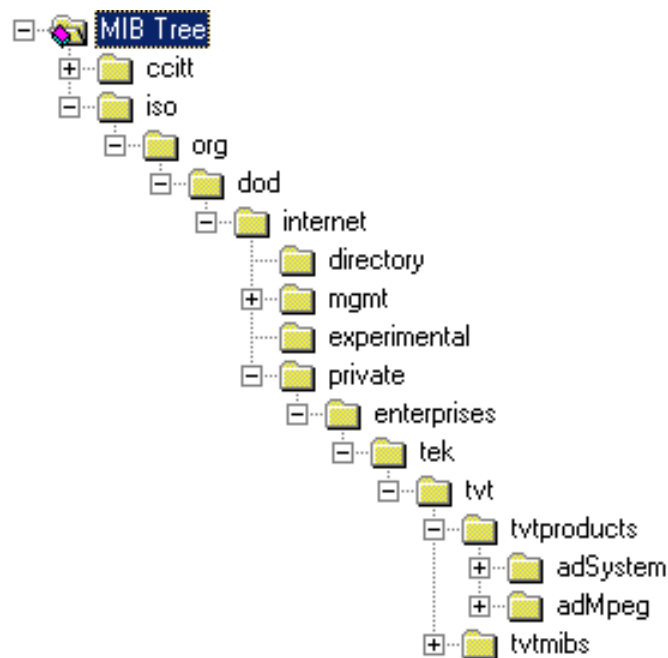 MIB Tree
ccitt
iso
org
dod
internet
directory
mgmt
experimental
private
enterprises
tek
tvt
tvtproducts
adSystem
adMpeg
tvtmibs